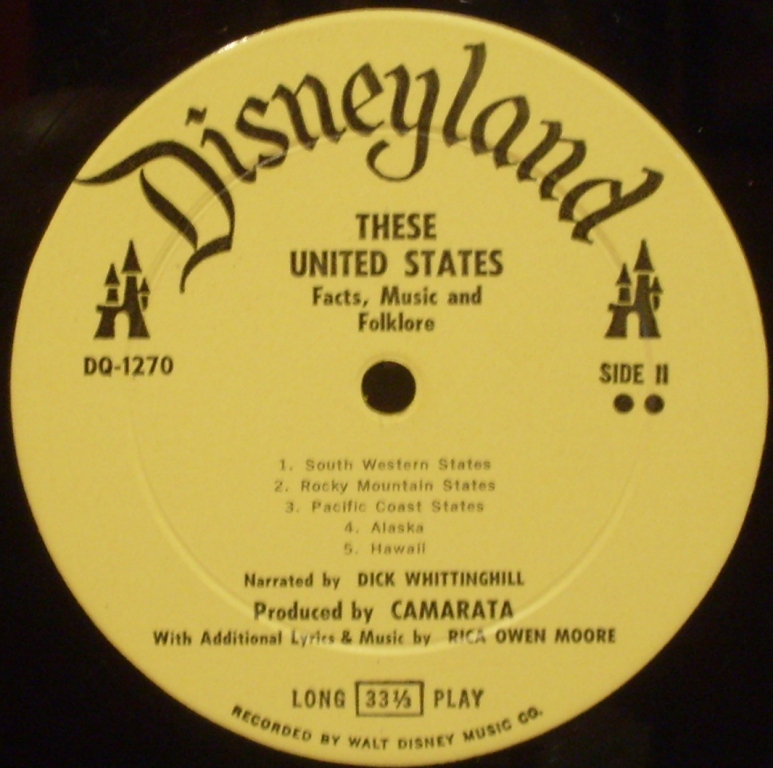 Disneyland
THESE
UNITED STATES
Facts, Music and
Folklore
DQ-1270
SIDE II
1. South Western States
2. Rocky Mountain States
3. Pacific Coast States
4. Alaska
5. Hawaii
Narrated by DICK WHITTINGHILL
Produced by CAMARATA
With Additional Lyrics & Music by RICA OWEN MOORE
LONG 33⅓ PLAY
RECORDED BY WALT DISNEY MUSIC CO.